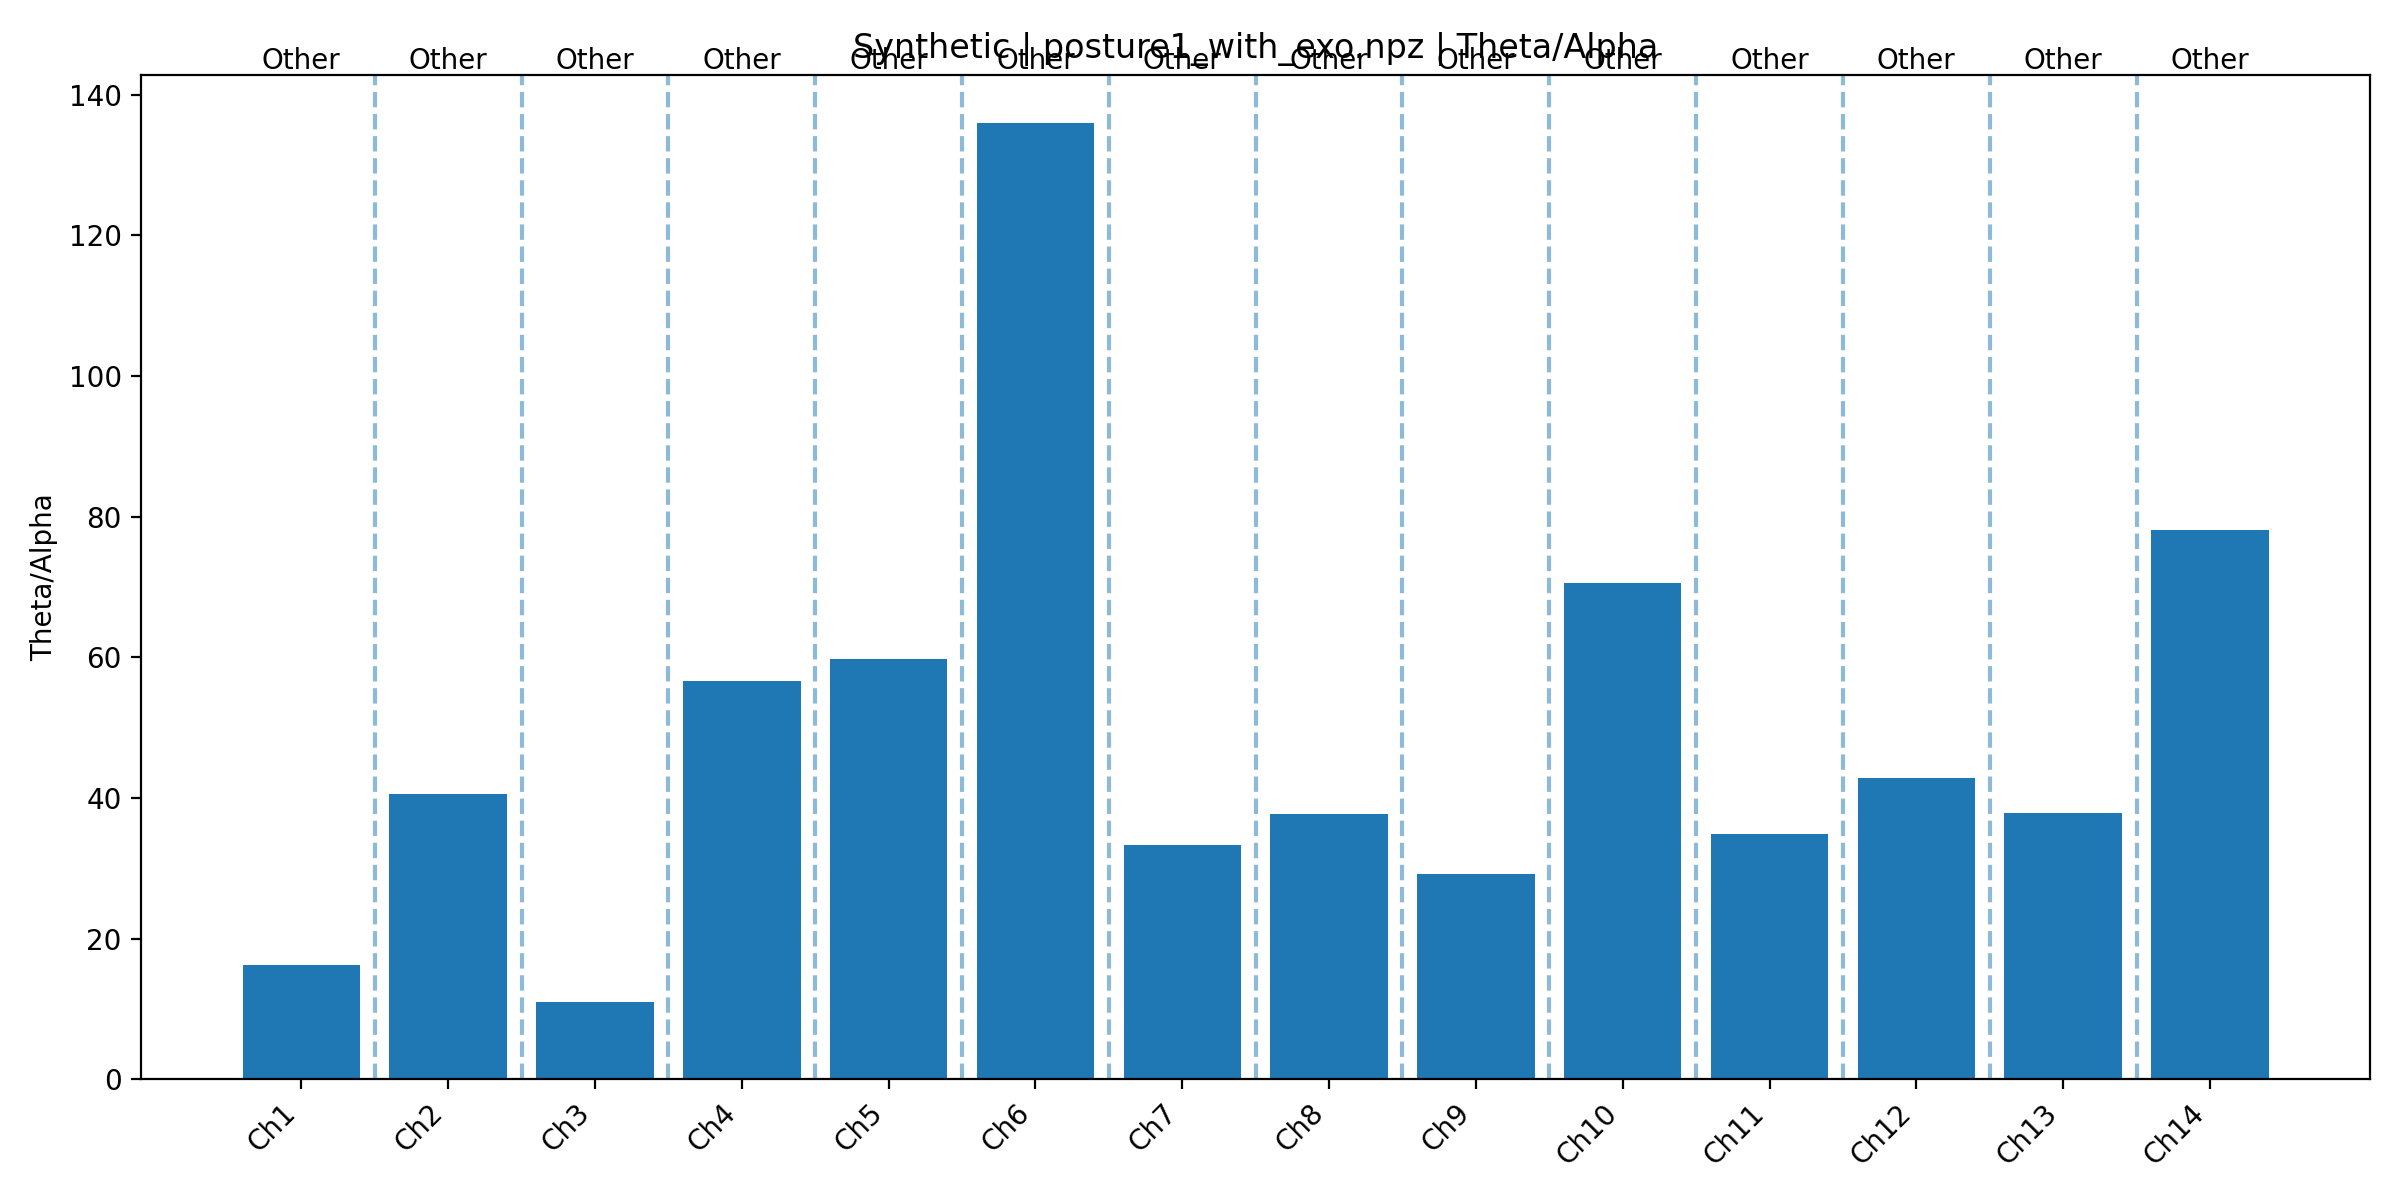 Synthetic | posture1_with_exo.npz | Theta/Alpha
Other Other Other Other Other Other Other Other Other Other Other Other Other Other
140
120
100
80
60
40
20
0
Theta/Alpha
Ch1 Ch2 Ch3 Ch4 Ch5 Ch6 Ch7 Ch8 Ch9 Ch10 Ch11 Ch12 Ch13 Ch14